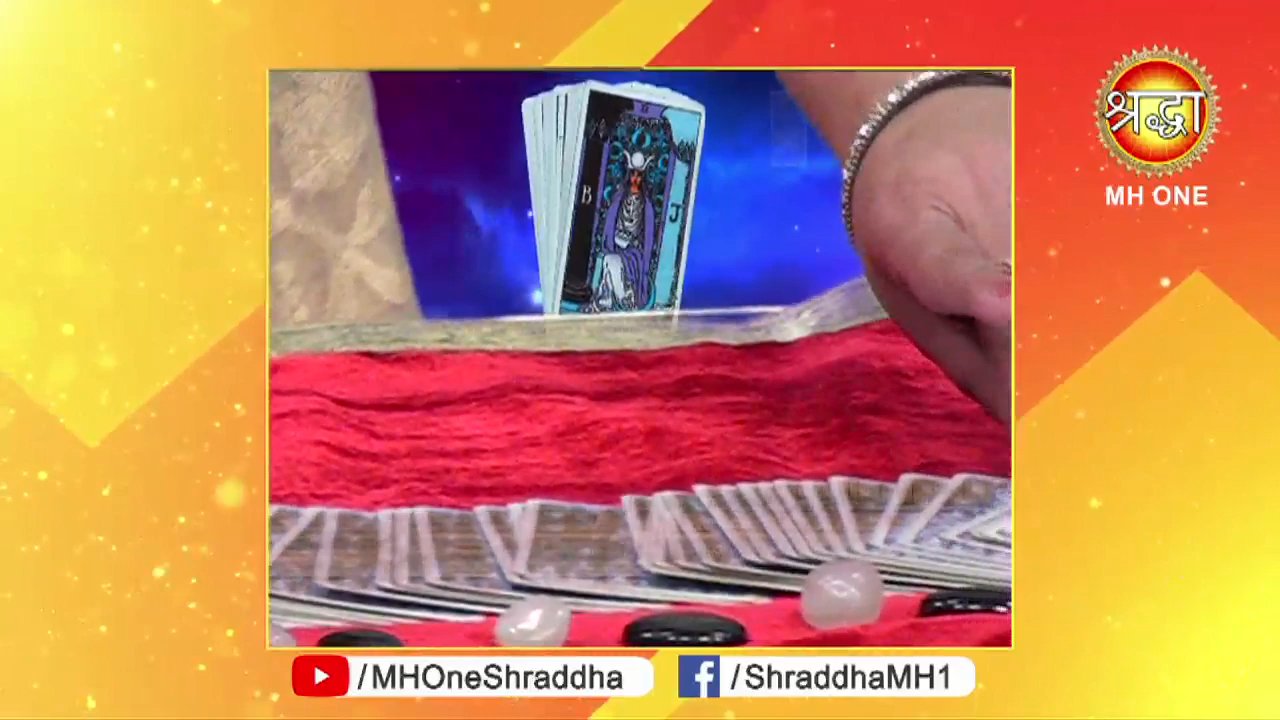 श्रद्धा
MH ONE
B
J
/MHOneShraddha
/ShraddhaMH1